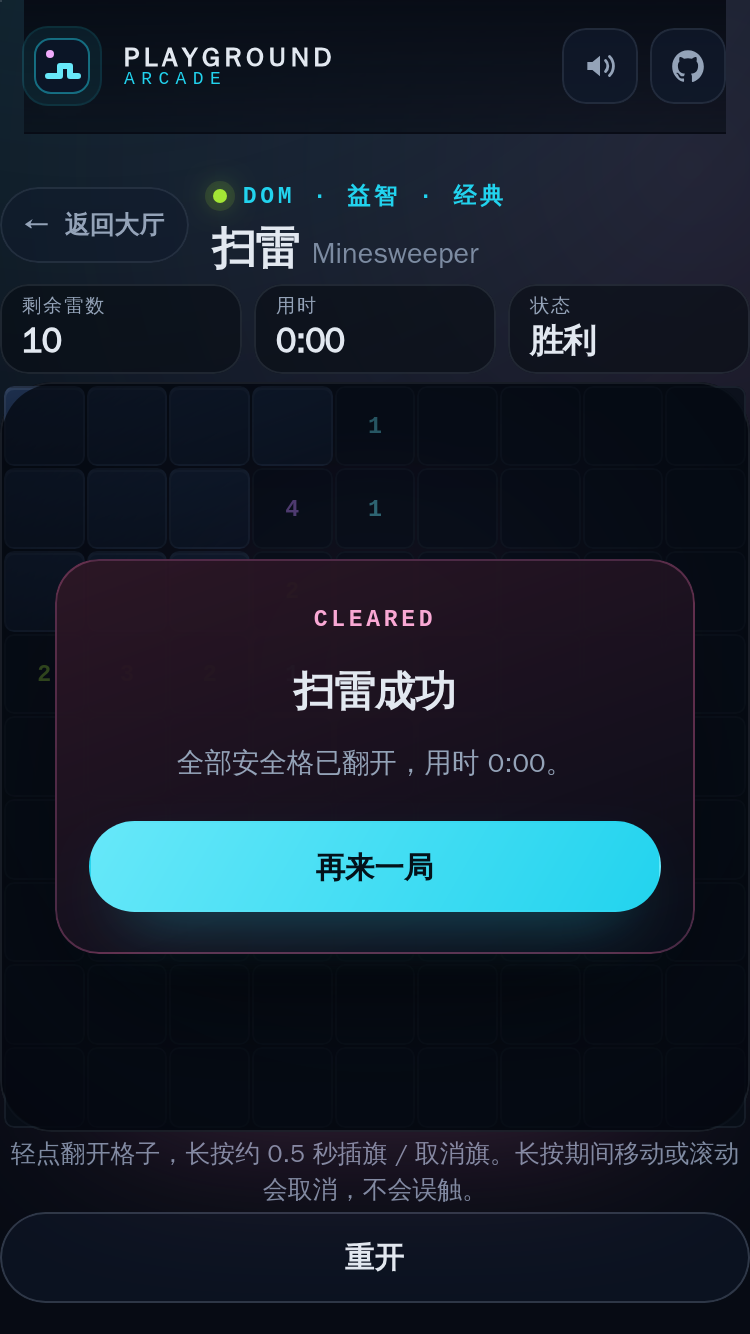 PLAYGROUND
ARCADE
DOM · 益智 · 经典
← 返回大厅
扫雷 Minesweeper
剩余雷数
10
用时
0:00
状态
胜利
1
4 1
2
2
CLEARED
扫雷成功
全部安全格已翻开，用时 0:00。
再来一局
轻点翻开格子，长按约 0.5 秒插旗 / 取消旗。长按期间移动或滚动
会取消，不会误触。
重开